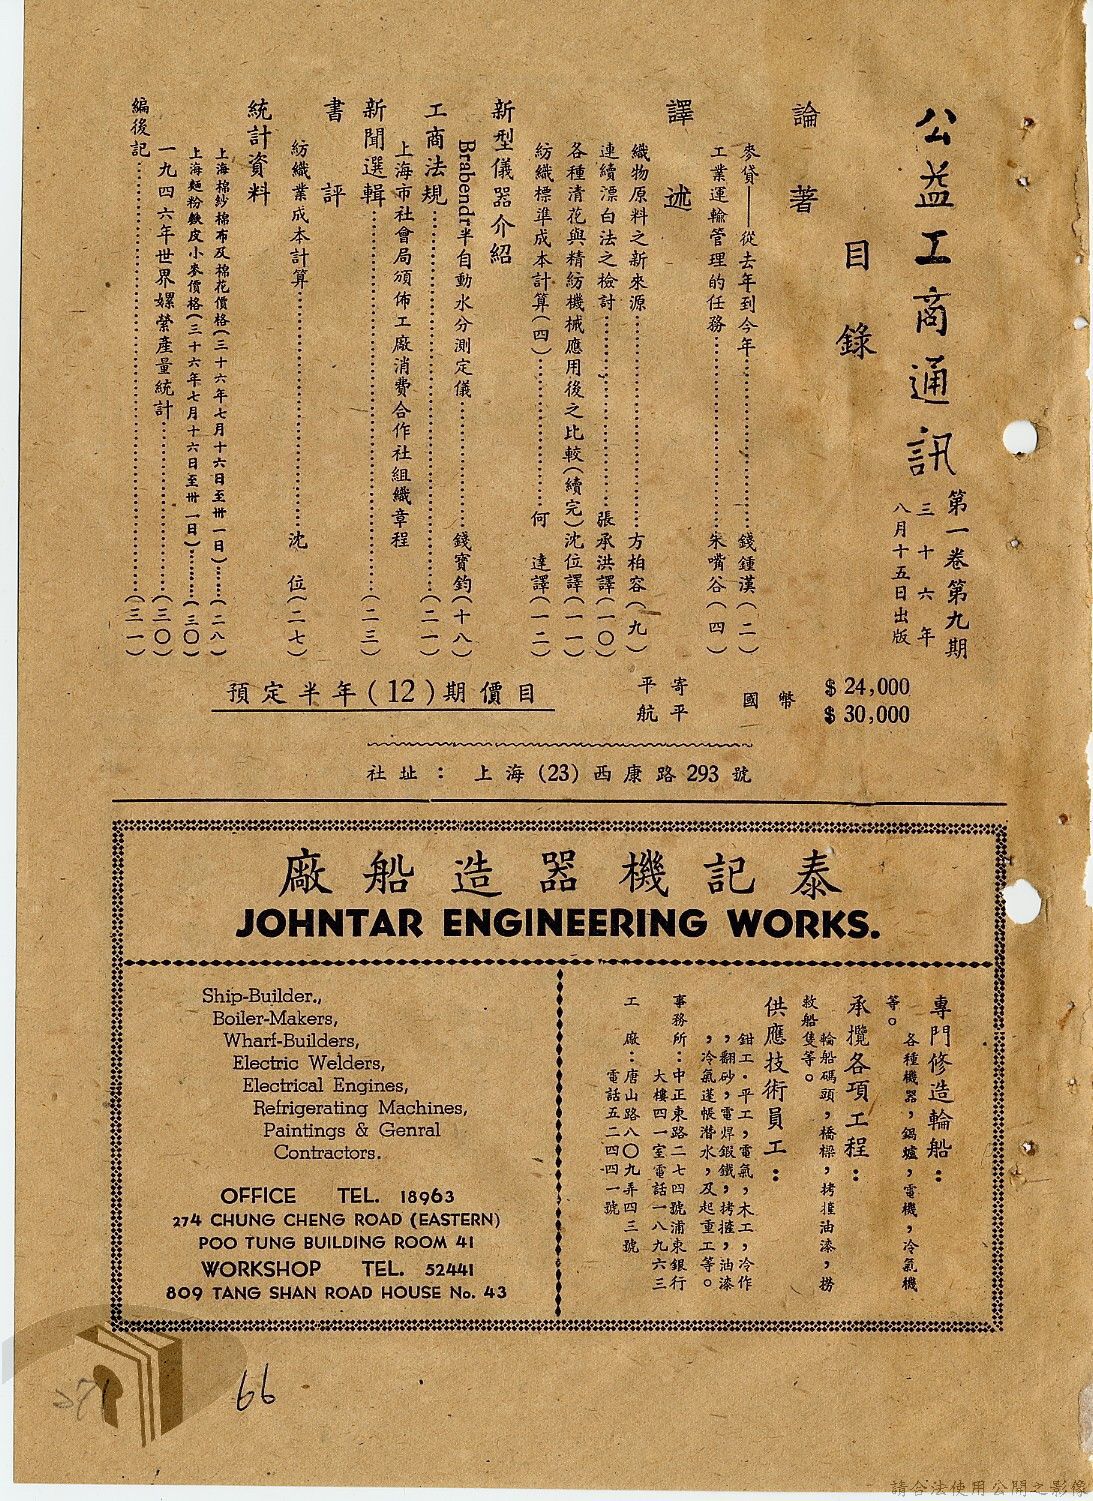 公益工商通訊
第一卷第九期
三十六年
八月十五日出版
目錄
論著
麥貸——從去年到今年……錢鍾漢(二)
工業運輸管理的任務……朱嘴谷(四)
譯述
織物原料之新來源……方柏容(九)
連續漂白法之檢討……張承洪譯(一〇)
各種清花與精紡機械應用後之比較(續完)沈位譯(一一)
紡織標準成本計算(四)……何達譯(一二)
新型儀器介紹
Brabendr半自動水分測定儀……錢寶鈞(十八)
工商法規……(二一)
上海市社會局頒佈工廠消費合作社組織章程
新聞選輯……(二三)
書評
紡織業成本計算……沈位(二七)
統計資料
上海棉紗棉布及棉花價格(三十六年七月十六日至卅一日)……(二八)
上海麵粉麩皮小麥價格(三十六年七月十六日至卅一日)……(三〇)
一九四六年世界嫘縈產量統計……(三〇)
編後記……(三一)
預定半年(12)期價目
平寄
航平
國幣
$ 24,000
$ 30,000
社址：上海(23)西康路293號
廠船造器機記泰
JOHNTAR ENGINEERING WORKS.
專門修造輪船：
各種機器，鍋爐，電機，冷氣機
等。
承攬各項工程：
輪船碼頭，橋樑，拷摧油漆，撈
救船隻等。
供應技術員工：
鉗工．平工，電氣，木工，冷作
，翻砂，電焊鍛鐵，拷摧，油漆
，冷氣蓬帳潛水，及起重工等。
事務所：中正東路二七四號浦東銀行
大樓四一室電話一八九六三
工廠：唐山路八〇九弄四三號
電話五二四四一號
Ship-Builder.,
Boiler-Makers,
Wharf-Builders,
Electric Welders,
Electrical Engines,
Refrigerating Machines,
Paintings & Genral
Contractors.
OFFICE TEL. 18963
274 CHUNG CHENG ROAD (EASTERN)
POO TUNG BUILDING ROOM 41
WORKSHOP TEL. 52441
809 TANG SHAN ROAD HOUSE No. 43
66
請合法使用公開之影像